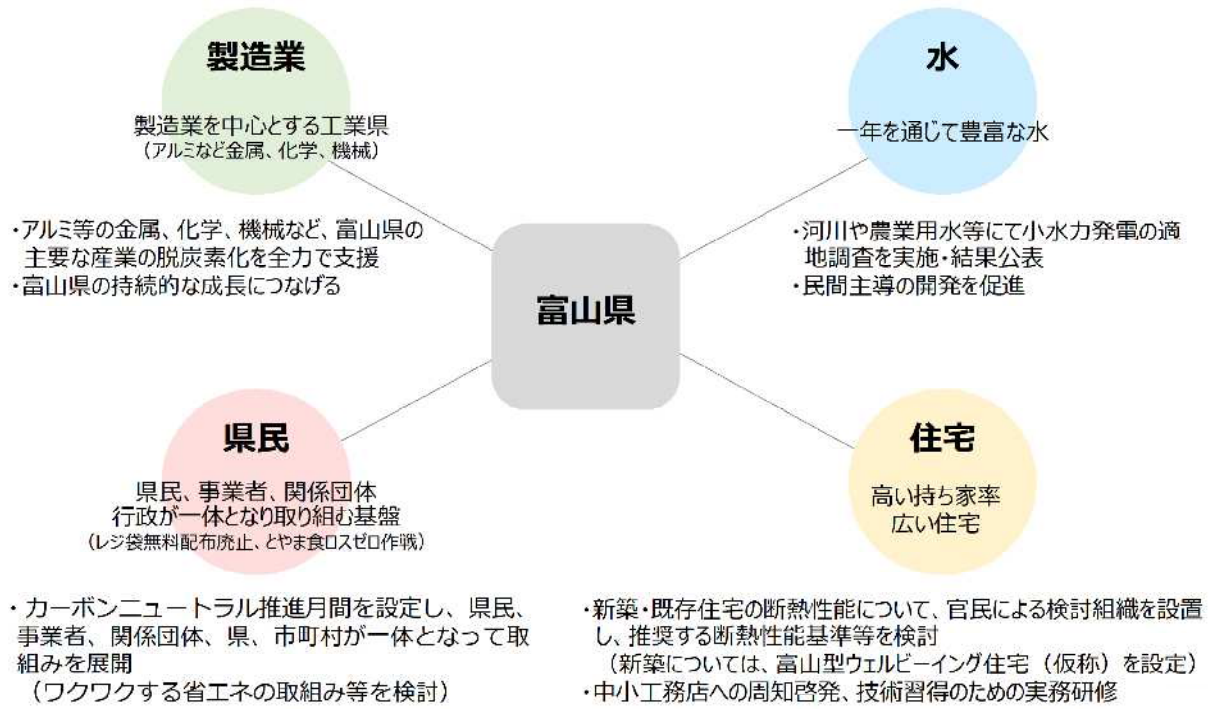 製造業
製造業を中心とする工業県
（アルミなど金属、化学、機械）
・アルミ等の金属、化学、機械など、富山県の
主要な産業の脱炭素化を全力で支援
・富山県の持続的な成長につなげる
水
一年を通じて豊富な水
・河川や農業用水等にて小水力発電の適
地調査を実施・結果公表
・民間主導の開発を促進
富山県
県民
県民、事業者、関係団体
行政が一体となり取り組む基盤
（レジ袋無料配布廃止、とやま食ロスゼロ作戦）
・カーボンニュートラル推進月間を設定し、県民、
事業者、関係団体、県、市町村が一体となって取
組みを展開
（ワクワクする省エネの取組み等を検討）
住宅
高い持ち家率
広い住宅
・新築・既存住宅の断熱性能について、官民による検討組織を設置
し、推奨する断熱性能基準等を検討
（新築については、富山型ウェルビーイング住宅（仮称）を設定）
・中小工務店への周知啓発、技術習得のための実務研修